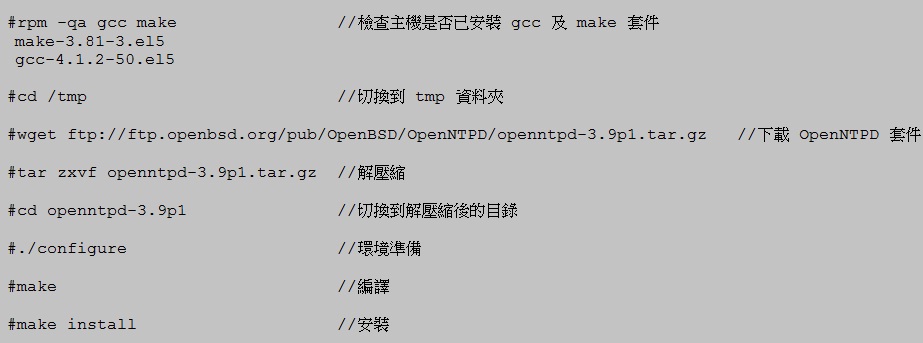 #rpm -qa gcc make //檢查主機是否已安裝 gcc 及 make 套件
make-3.81-3.el5
gcc-4.1.2-50.el5
#cd /tmp //切換到 tmp 資料夾
#wget ftp://ftp.openbsd.org/pub/OpenBSD/OpenNTPD/openntpd-3.9p1.tar.gz //下載 OpenNTPD 套件
#tar zxvf openntpd-3.9p1.tar.gz //解壓縮
#cd openntpd-3.9p1 //切換到解壓縮後的目錄
#./configure //環境準備
#make //編譯
#make install //安裝